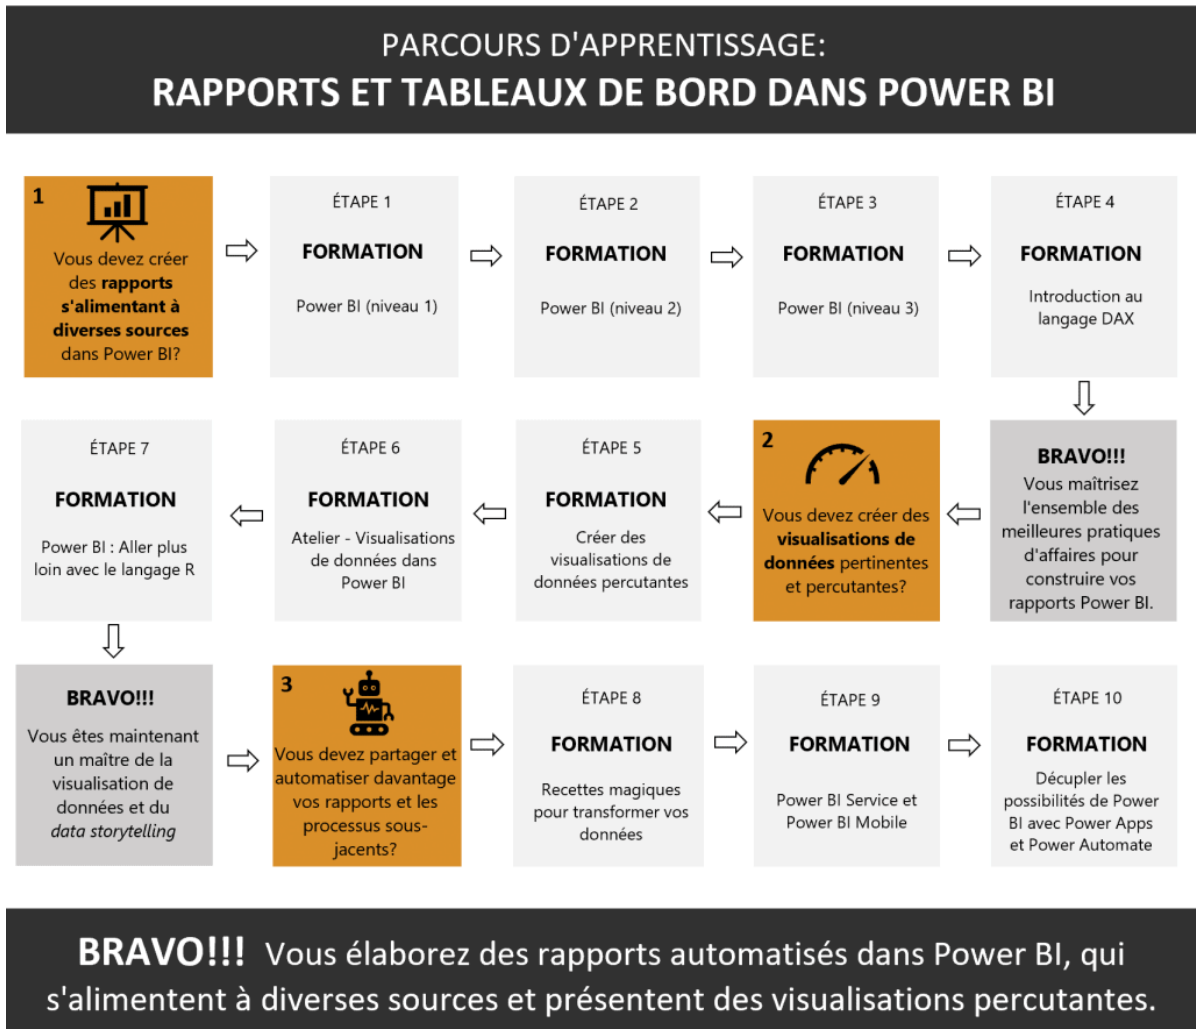 PARCOURS D'APPRENTISSAGE:
RAPPORTS ET TABLEAUX DE BORD DANS POWER BI
1
Vous devez créer
des rapports
s'alimentant à
diverses sources
dans Power BI?
ÉTAPE 1
FORMATION
Power BI (niveau 1)
ÉTAPE 2
FORMATION
Power BI (niveau 2)
ÉTAPE 3
FORMATION
Power BI (niveau 3)
ÉTAPE 4
FORMATION
Introduction au
langage DAX
BRAVO!!!
Vous maîtrisez
l'ensemble des
meilleures pratiques
d'affaires pour
construire vos
rapports Power BI.
2
Vous devez créer des
visualisations de
données pertinentes
et percutantes?
ÉTAPE 5
FORMATION
Créer des
visualisations de
données percutantes
ÉTAPE 6
FORMATION
Atelier - Visualisations
de données dans
Power BI
ÉTAPE 7
FORMATION
Power BI : Aller plus
loin avec le langage R
BRAVO!!!
Vous êtes maintenant
un maître de la
visualisation de
données et du
data storytelling
3
Vous devez partager et
automatiser davantage
vos rapports et les
processus sous-
jacents?
ÉTAPE 8
FORMATION
Recettes magiques
pour transformer vos
données
ÉTAPE 9
FORMATION
Power BI Service et
Power BI Mobile
ÉTAPE 10
FORMATION
Décupler les
possibilités de Power
BI avec Power Apps
et Power Automate
BRAVO!!! Vous élaborez des rapports automatisés dans Power BI, qui
s'alimentent à diverses sources et présentent des visualisations percutantes.